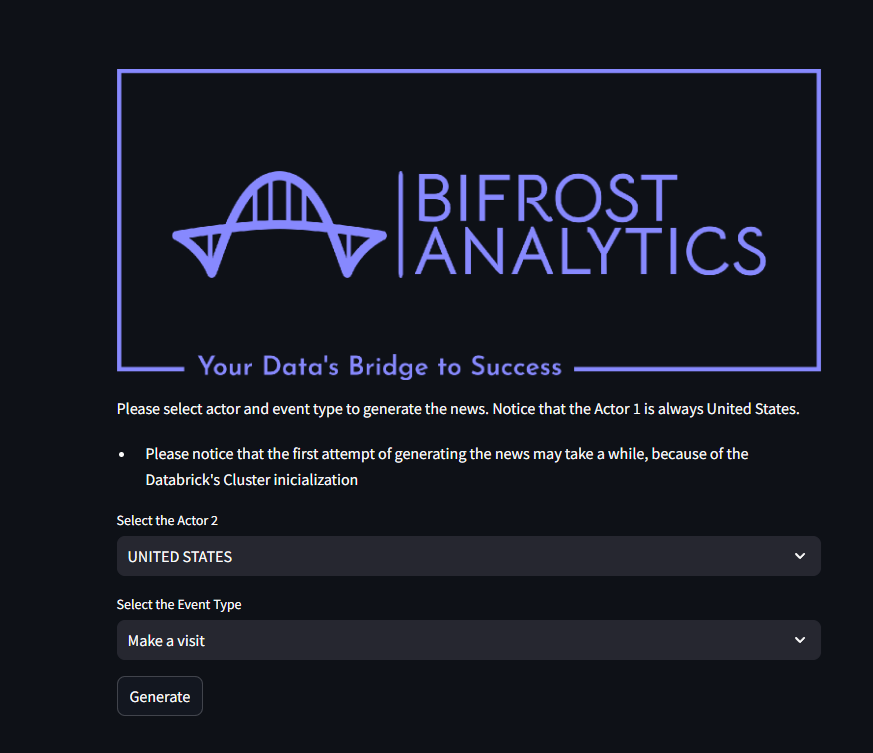 BIFROST
ANALYTICS
Your Data's Bridge to Success
Please select actor and event type to generate the news. Notice that the Actor 1 is always United States.
• Please notice that the first attempt of generating the news may take a while, because of the
Databrick's Cluster inicialization
Select the Actor 2
UNITED STATES
Select the Event Type
Make a visit
Generate